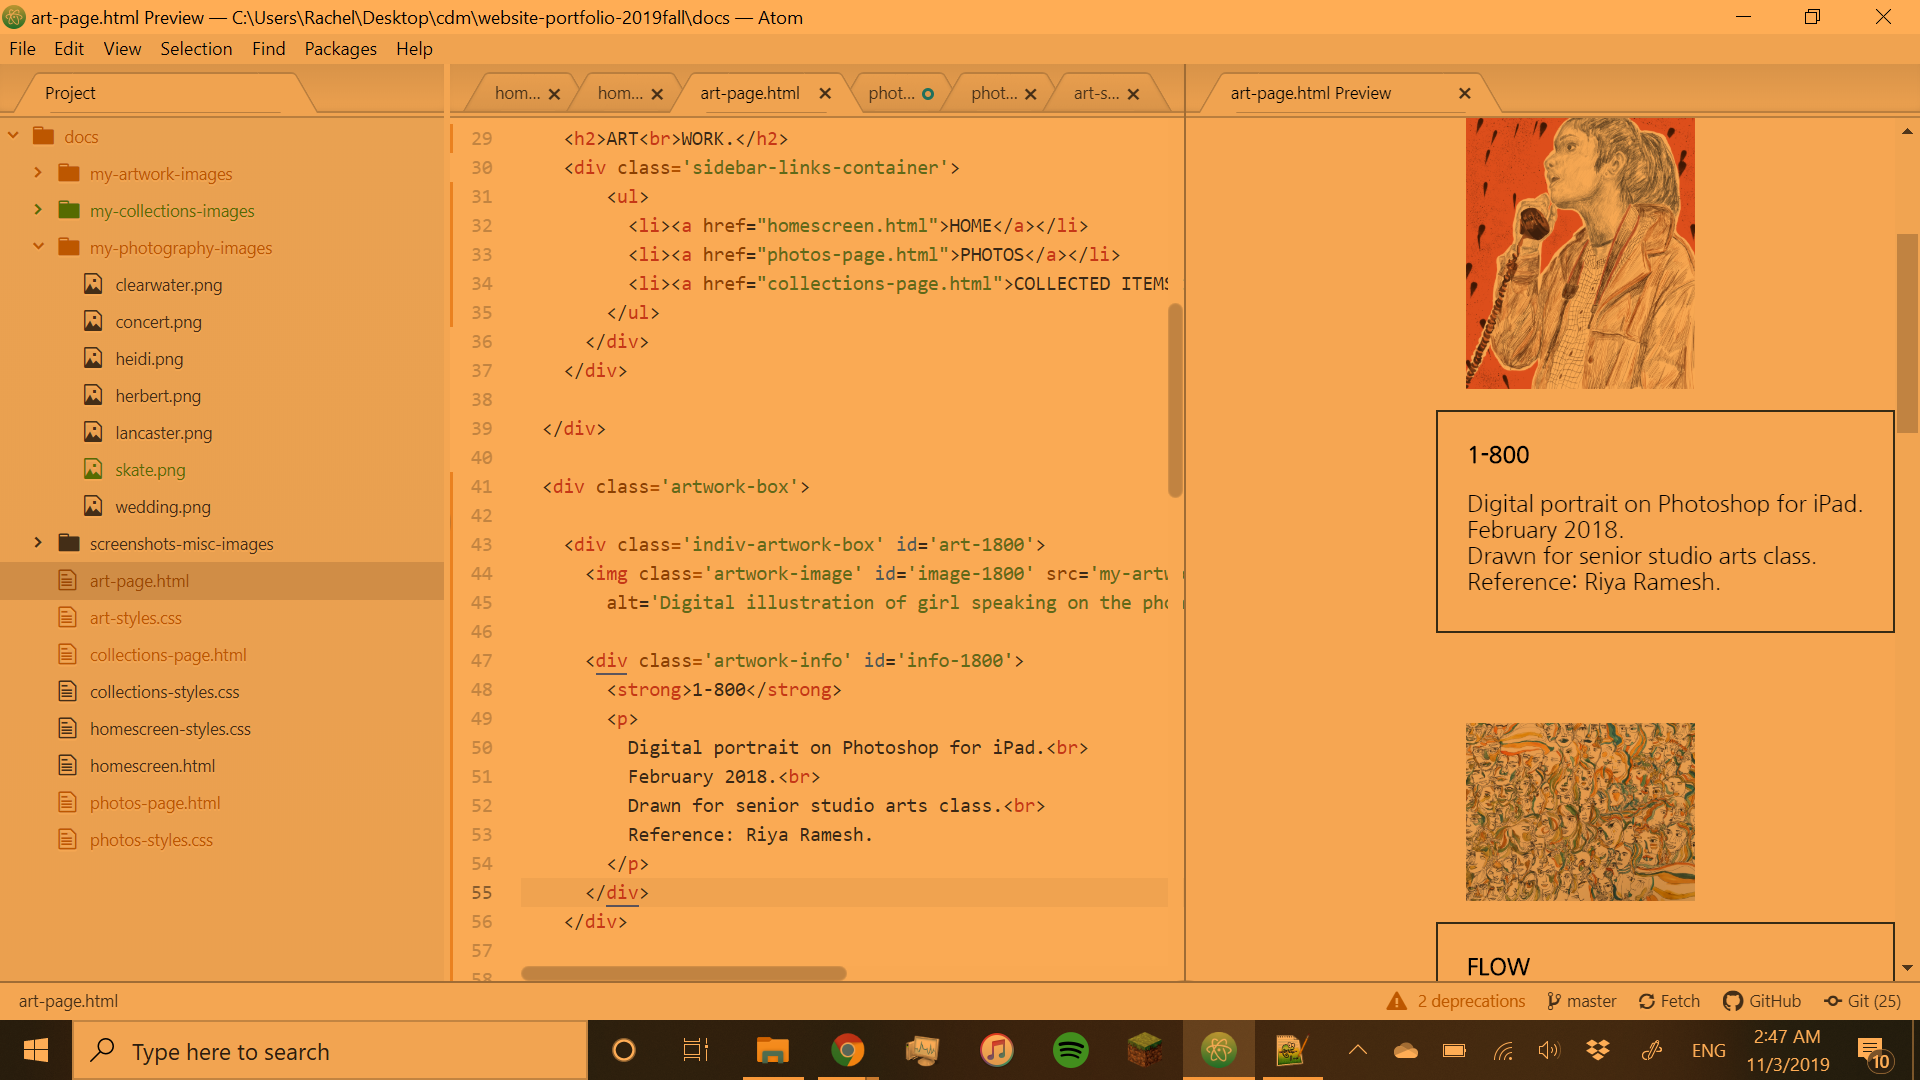 art-page.html Preview — C:\Users\Rachel\Desktop\cdm\website-portfolio-2019fall\docs — Atom
File Edit View Selection Find Packages Help
Project
hom... hom... art-page.html phot... phot... art-s...
art-page.html Preview
docs
my-artwork-images
my-collections-images
my-photography-images
clearwater.png
concert.png
heidi.png
herbert.png
lancaster.png
skate.png
wedding.png
screenshots-misc-images
art-page.html
art-styles.css
collections-page.html
collections-styles.css
homescreen-styles.css
homescreen.html
photos-page.html
photos-styles.css
29 <h2>ART<br>WORK.</h2>
30 <div class='sidebar-links-container'>
31 <ul>
32 <li><a href="homescreen.html">HOME</a></li>
33 <li><a href="photos-page.html">PHOTOS</a></li>
34 <li><a href="collections-page.html">COLLECTED ITEMS
35 </ul>
36 </div>
37 </div>
38
39 </div>
40
41 <div class='artwork-box'>
42
43 <div class='indiv-artwork-box' id='art-1800'>
44 <img class='artwork-image' id='image-1800' src='my-artw
45 alt='Digital illustration of girl speaking on the pho
46
47 <div class='artwork-info' id='info-1800'>
48 <strong>1-800</strong>
49 <p>
50 Digital portrait on Photoshop for iPad.<br>
51 February 2018.<br>
52 Drawn for senior studio arts class.<br>
53 Reference: Riya Ramesh.
54 </p>
55 </div>
56 </div>
57
58
1-800
Digital portrait on Photoshop for iPad.
February 2018.
Drawn for senior studio arts class.
Reference: Riya Ramesh.
FLOW
art-page.html
2 deprecations master Fetch GitHub Git (25)
Type here to search
ENG
2:47 AM
11/3/2019
10